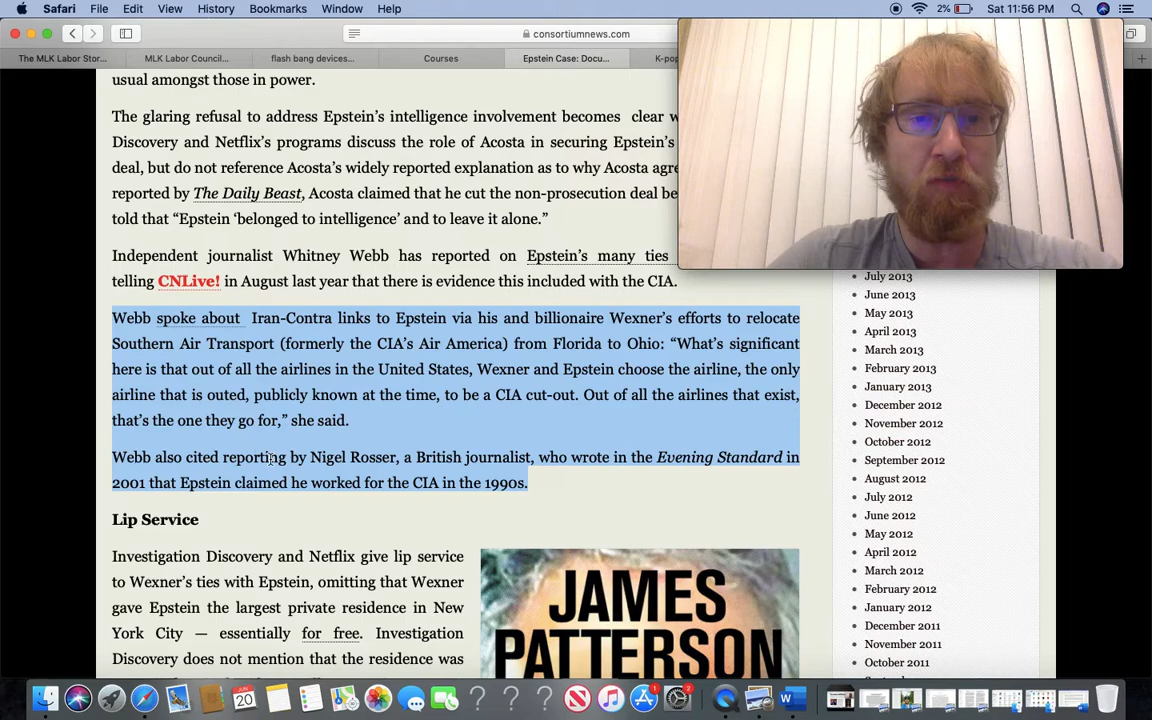 Safari File Edit View History Bookmarks Window Help 2% Sat 11:56 PM
consortiumnews.com
The MLK Labor Stor... MLK Labor Council... flash bang devices... Courses Epstein Case: Docu... K-pop
usual amongst those in power.
The glaring refusal to address Epstein’s intelligence involvement becomes clear w
Discovery and Netflix’s programs discuss the role of Acosta in securing Epstein’s
deal, but do not reference Acosta’s widely reported explanation as to why Acosta agre
reported by The Daily Beast, Acosta claimed that he cut the non-prosecution deal be
told that “Epstein ‘belonged to intelligence’ and to leave it alone.”
Independent journalist Whitney Webb has reported on Epstein’s many ties
telling CNLive! in August last year that there is evidence this included with the CIA.
Webb spoke about Iran-Contra links to Epstein via his and billionaire Wexner’s efforts to relocate
Southern Air Transport (formerly the CIA’s Air America) from Florida to Ohio: “What’s significant
here is that out of all the airlines in the United States, Wexner and Epstein choose the airline, the only
airline that is outed, publicly known at the time, to be a CIA cut-out. Out of all the airlines that exist,
that’s the one they go for,” she said.
Webb also cited reporting by Nigel Rosser, a British journalist, who wrote in the Evening Standard in
2001 that Epstein claimed he worked for the CIA in the 1990s.
Lip Service
Investigation Discovery and Netflix give lip service
to Wexner’s ties with Epstein, omitting that Wexner
gave Epstein the largest private residence in New
York City — essentially for free. Investigation
Discovery does not mention that the residence was
JAMES
PATTERSON
July 2013
June 2013
May 2013
April 2013
March 2013
February 2013
January 2013
December 2012
November 2012
October 2012
September 2012
August 2012
July 2012
June 2012
May 2012
April 2012
March 2012
February 2012
January 2012
December 2011
November 2011
October 2011
JUN
20